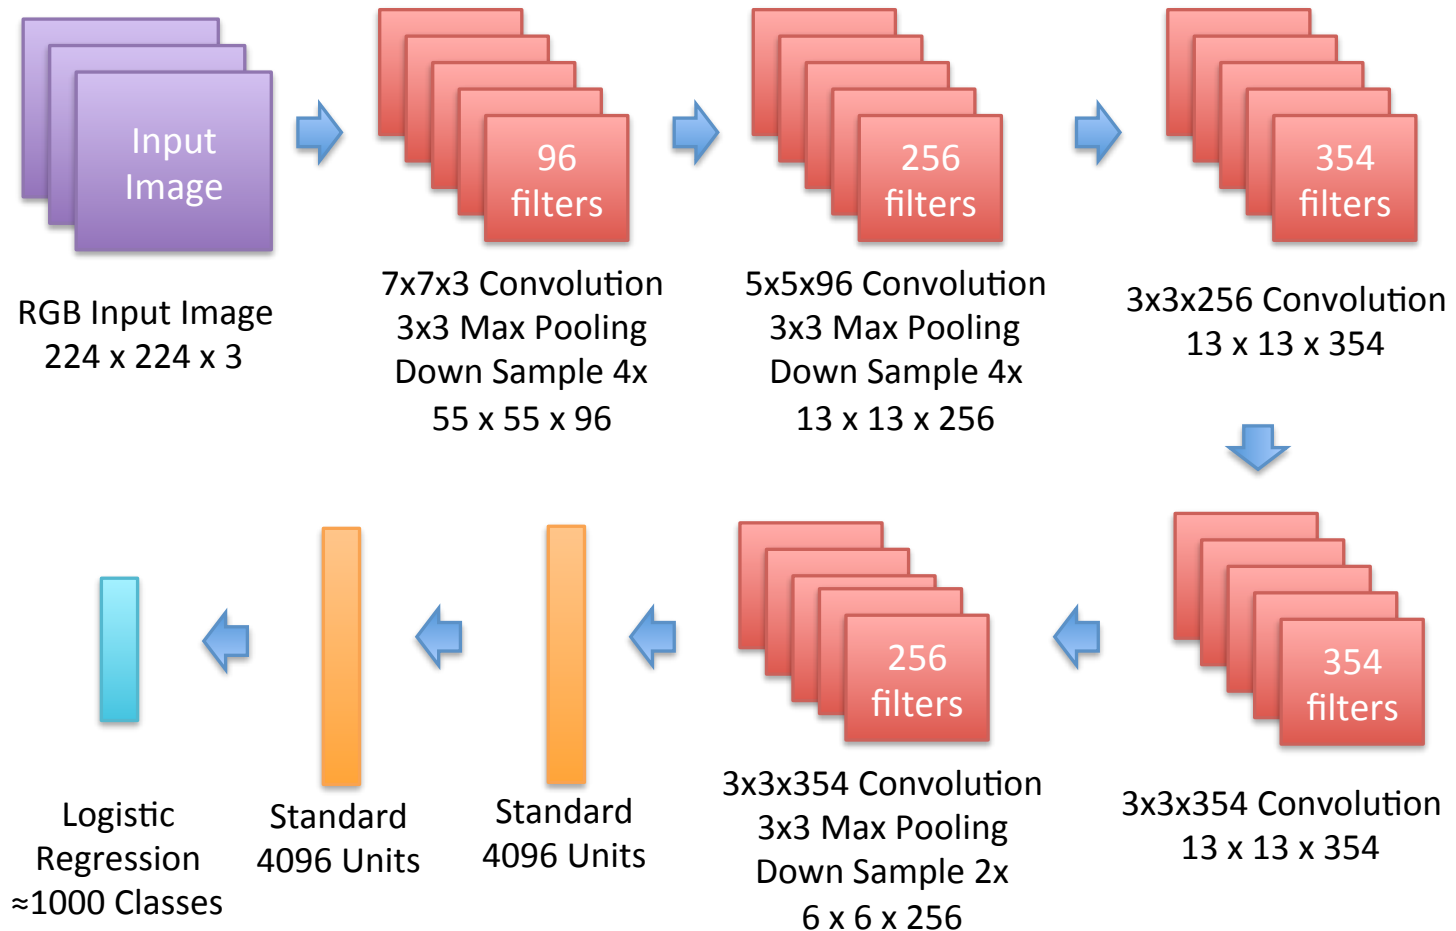 Input
Image
RGB Input Image
224 x 224 x 3
96
filters
7x7x3 Convolution
3x3 Max Pooling
Down Sample 4x
55 x 55 x 96
256
filters
5x5x96 Convolution
3x3 Max Pooling
Down Sample 4x
13 x 13 x 256
354
filters
3x3x256 Convolution
13 x 13 x 354
354
filters
3x3x354 Convolution
13 x 13 x 354
256
filters
3x3x354 Convolution
3x3 Max Pooling
Down Sample 2x
6 x 6 x 256
Standard
4096 Units
Standard
4096 Units
Logistic
Regression
≈1000 Classes